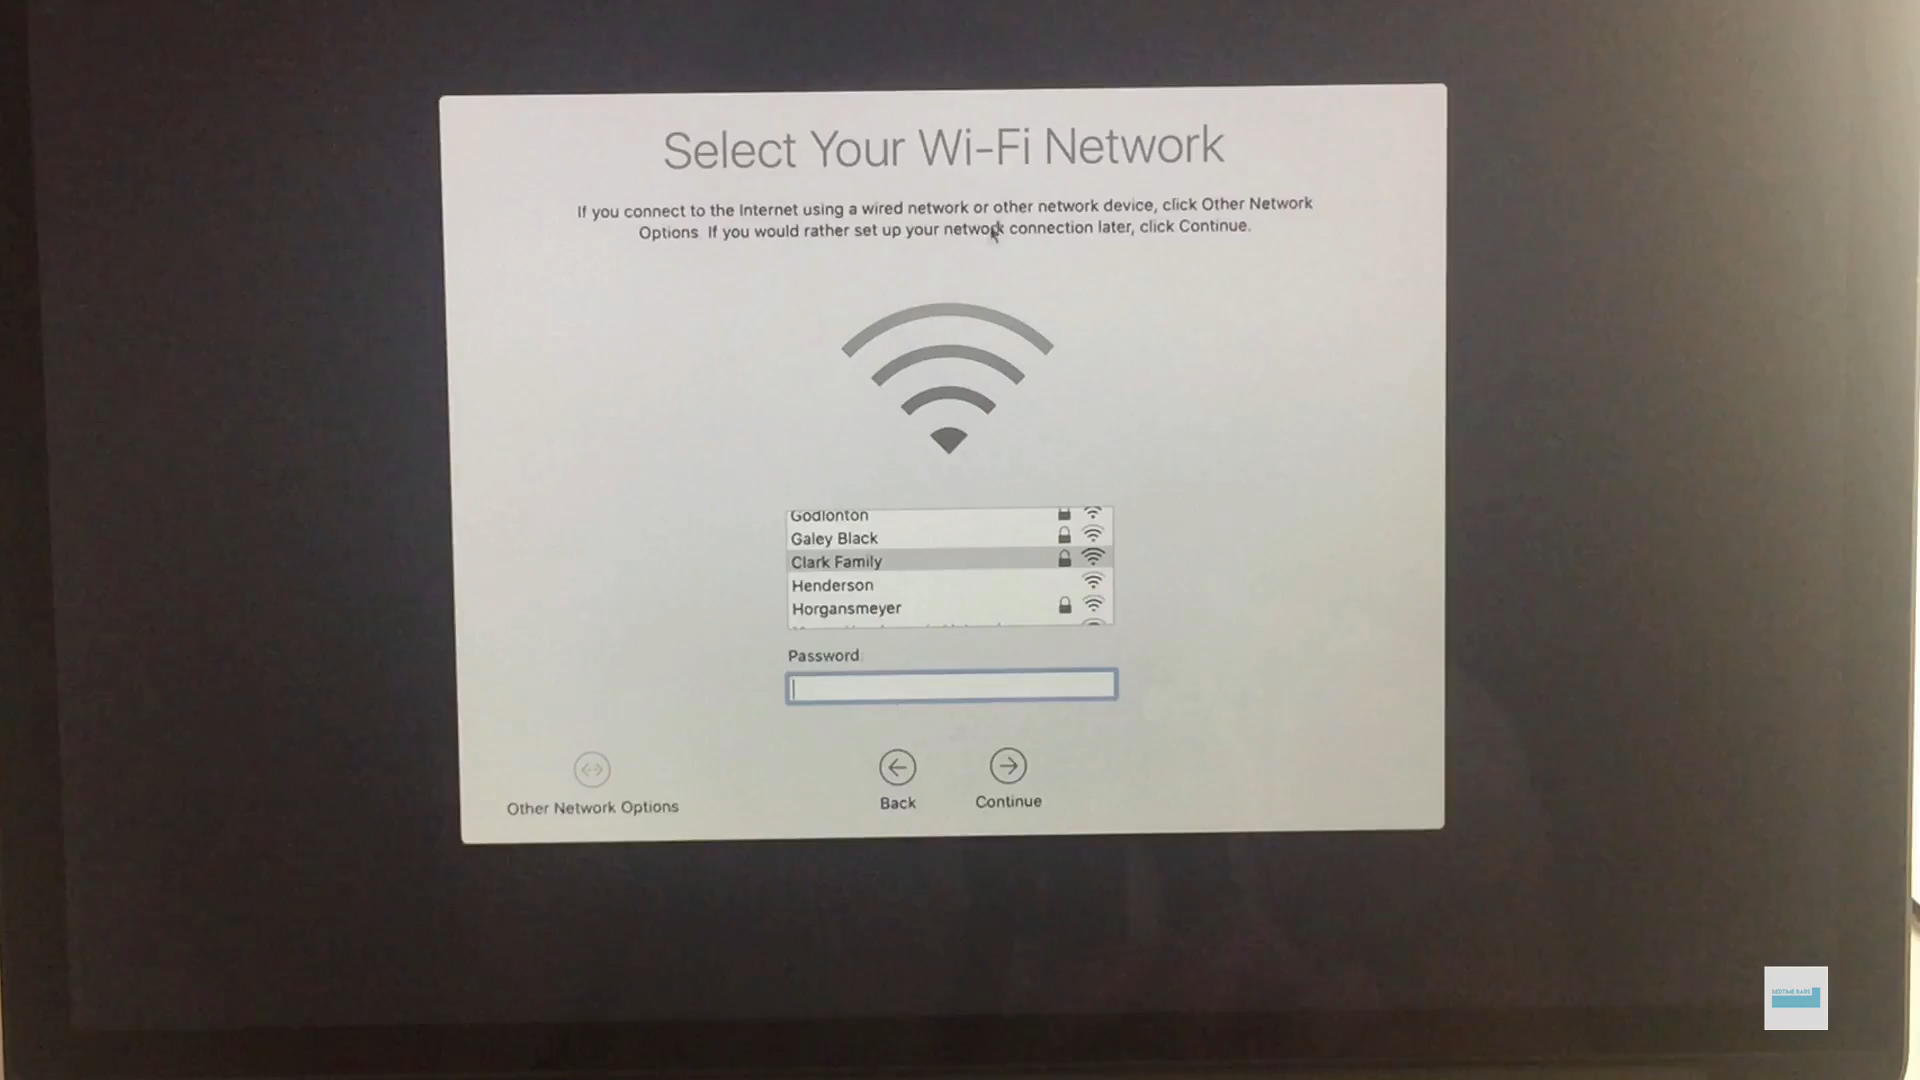 Select Your Wi-Fi Network
If you connect to the Internet using a wired network or other network device, click Other Network
Options  If you would rather set up your network connection later, click Continue.
Godlonton
Galey Black
Clark Family
Henderson
Horgansmeyer
Password
Other Network Options
Back
Continue